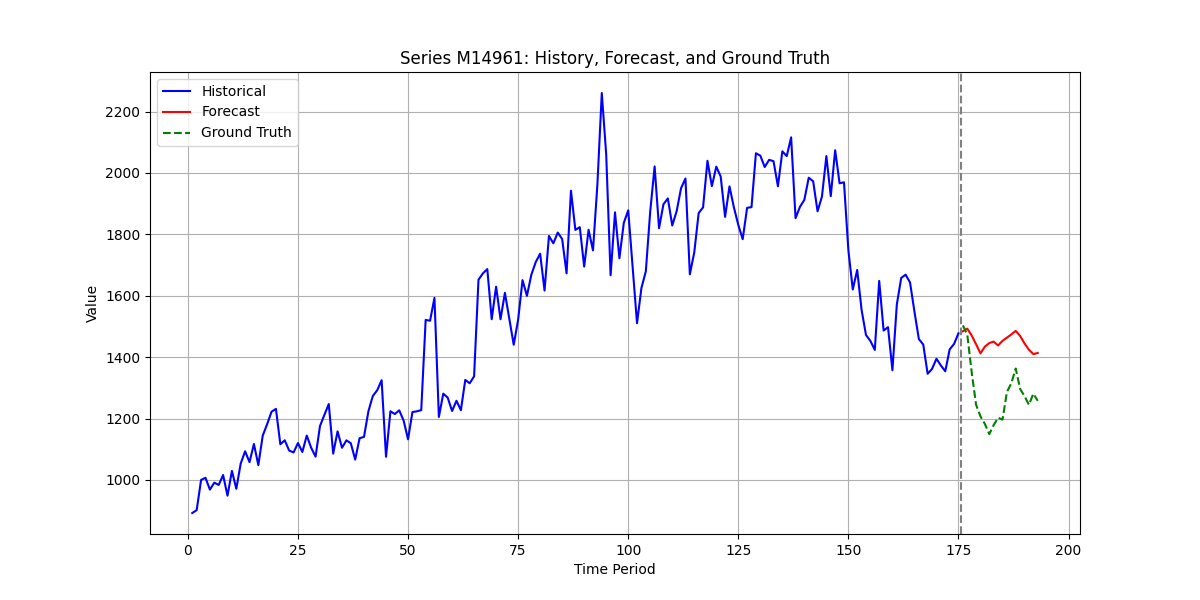 Series M14961: History, Forecast, and Ground Truth
Historical
Forecast
Ground Truth
2200
2000
1800
1600
1400
1200
1000
Value
0 25 50 75 100 125 150 175 200
Time Period